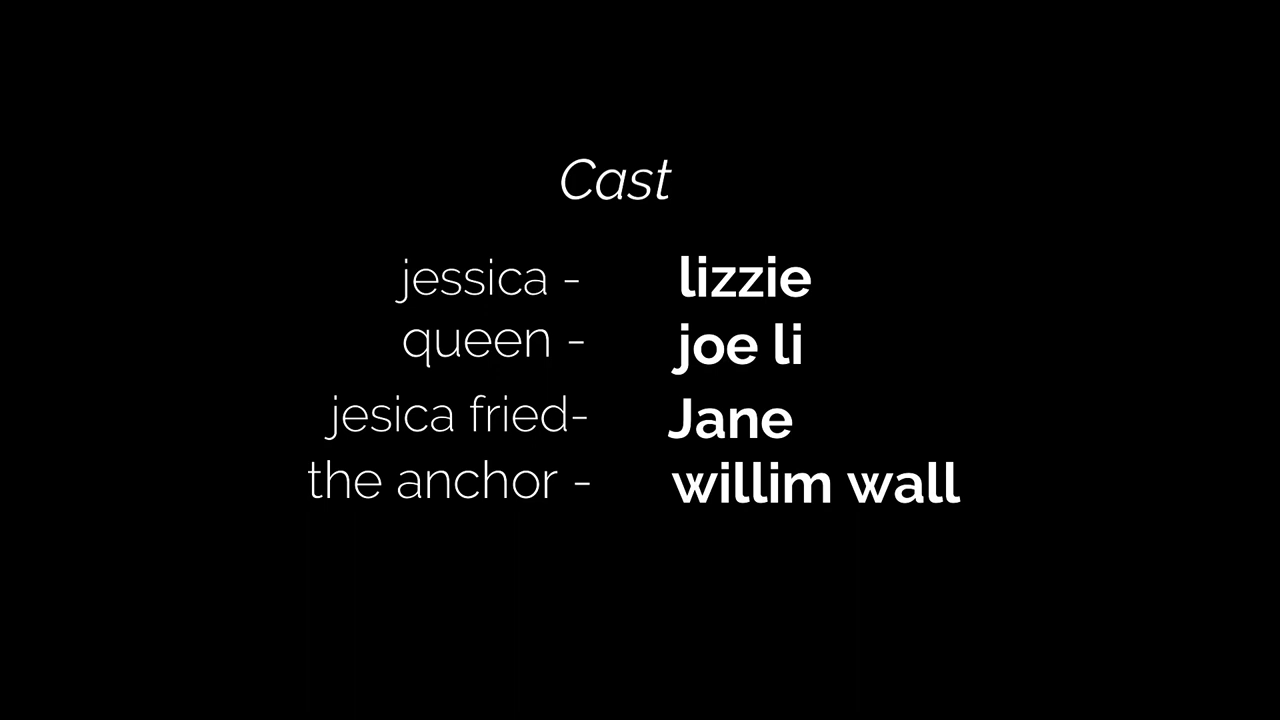 Cast
jessica - lizzie
queen - joe li
jesica fried- Jane
the anchor - willim wall